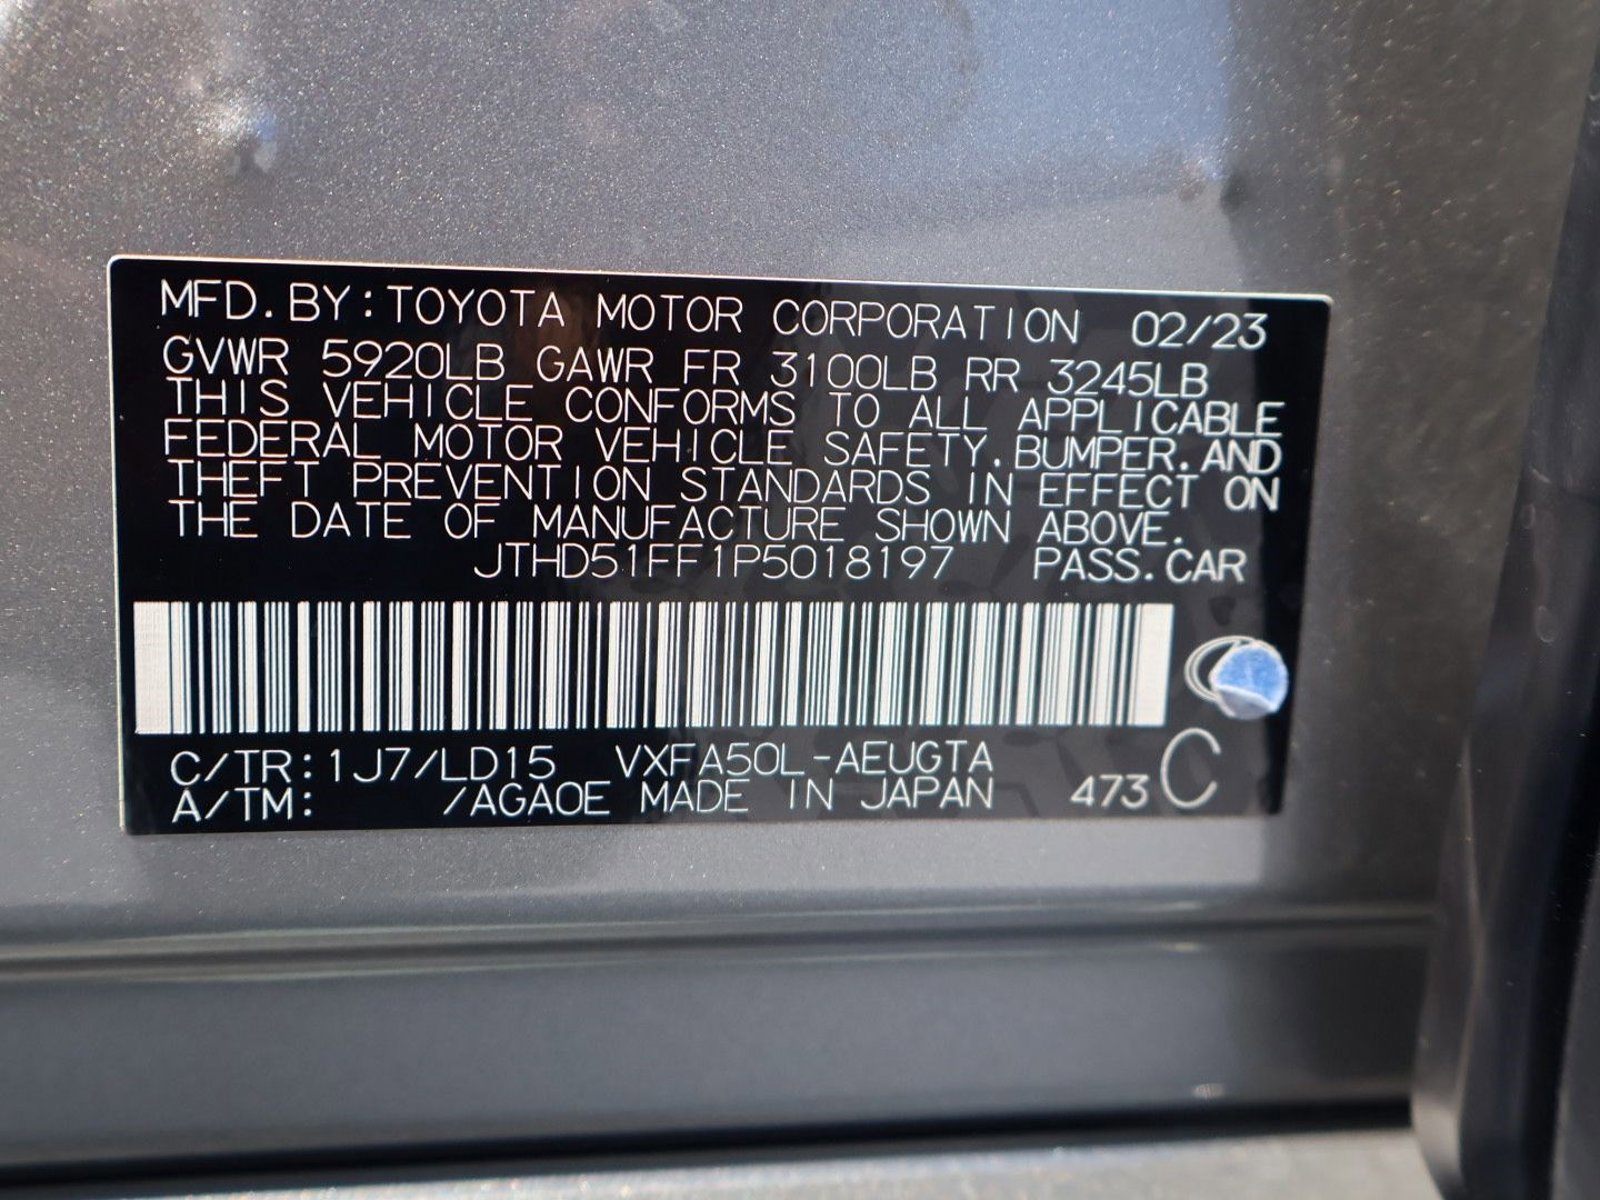 MFD. BY: TOYOTA MOTOR CORPORATION 02/23
GVWR 5920LB GAWR FR 3100LB RR 3245LB
THIS VEHICLE CONFORMS TO ALL APPLICABLE
FEDERAL MOTOR VEHICLE SAFETY. BUMPER. AND
THEFT PREVENTION STANDARDS IN EFFECT ON
THE DATE OF MANUFACTURE SHOWN ABOVE.
JTHD51FF1P5018197 PASS. CAR
C/TR: 1J7/LD15 VXFA50L-AEUGTA
A/TM: /AGA0E MADE IN JAPAN 473 C